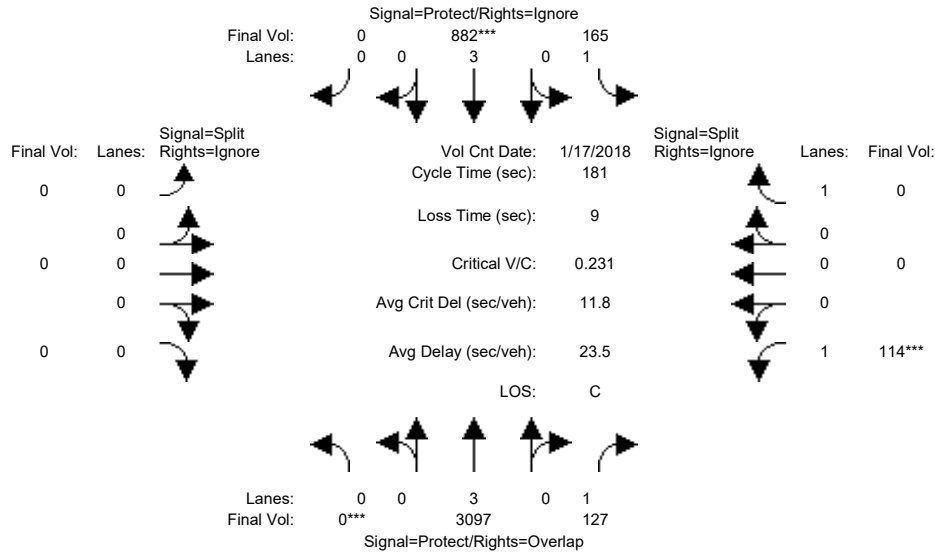 Signal=Protect/Rights=Ignore
Final Vol: 0 882*** 165
Lanes: 0 0 3 0 1
Signal=Split Signal=Split
Final Vol: Lanes: Rights=Ignore Vol Cnt Date: 1/17/2018 Rights=Ignore Lanes: Final Vol:
Cycle Time (sec): 181
0 0 1 0
Loss Time (sec): 9
0 0
0 0 Critical V/C: 0.231 0 0
0 Avg Crit Del (sec/veh): 11.8 0
0 0 Avg Delay (sec/veh): 23.5 1 114***
LOS: C
Lanes: 0 0 3 0 1
Final Vol: 0*** 3097 127
Signal=Protect/Rights=Overlap